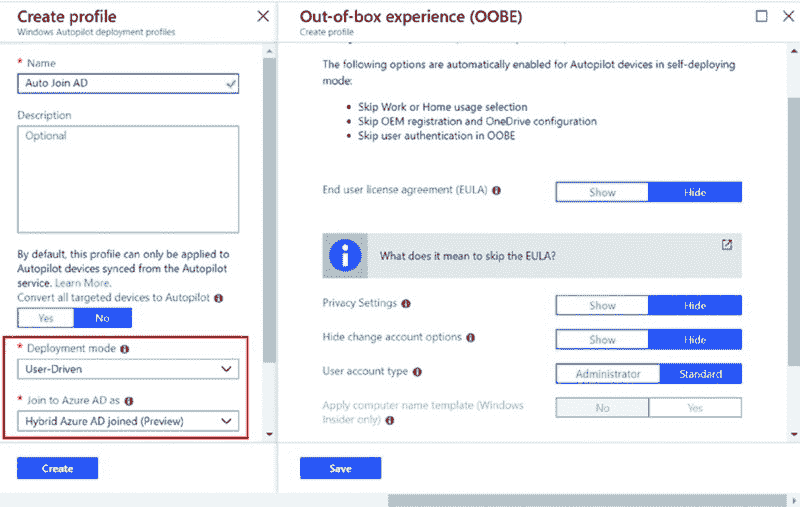 Create profile
Windows Autopilot deployment profiles
* Name
Auto Join AD
Description
Optional
By default, this profile can only be applied to
Autopilot devices synced from the Autopilot
service. Learn More.
Convert all targeted devices to Autopilot
Yes No
* Deployment mode
User-Driven
* Join to Azure AD as
Hybrid Azure AD joined (Preview)
Create
Out-of-box experience (OOBE)
Create profile
The following options are automatically enabled for Autopilot devices in self-deploying
mode:
• Skip Work or Home usage selection
• Skip OEM registration and OneDrive configuration
• Skip user authentication in OOBE
End user license agreement (EULA) Show Hide
What does it mean to skip the EULA?
Privacy Settings Show Hide
Hide change account options Show Hide
User account type Administrator Standard
Apply computer name template (Windows
Insider only) No Yes
Save